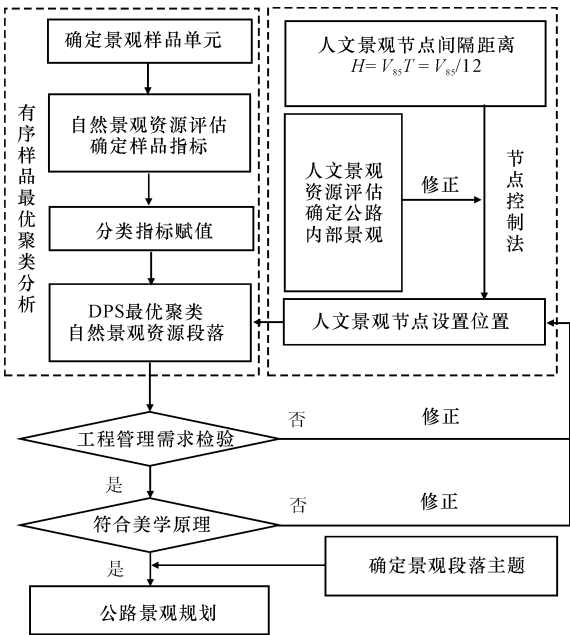 有序样品最优聚类分析
确定景观样品单元
自然景观资源评估
确定样品指标
分类指标赋值
DPS最优聚类
自然景观资源段落
人文景观节点间隔距离
H= V85T = V85/12
人文景观
资源评估
确定公路
内部景观
修正
节点控制法
人文景观节点设置位置
工程管理需求检验
否
修正
是
符合美学原理
否
修正
是
确定景观段落主题
公路景观规划